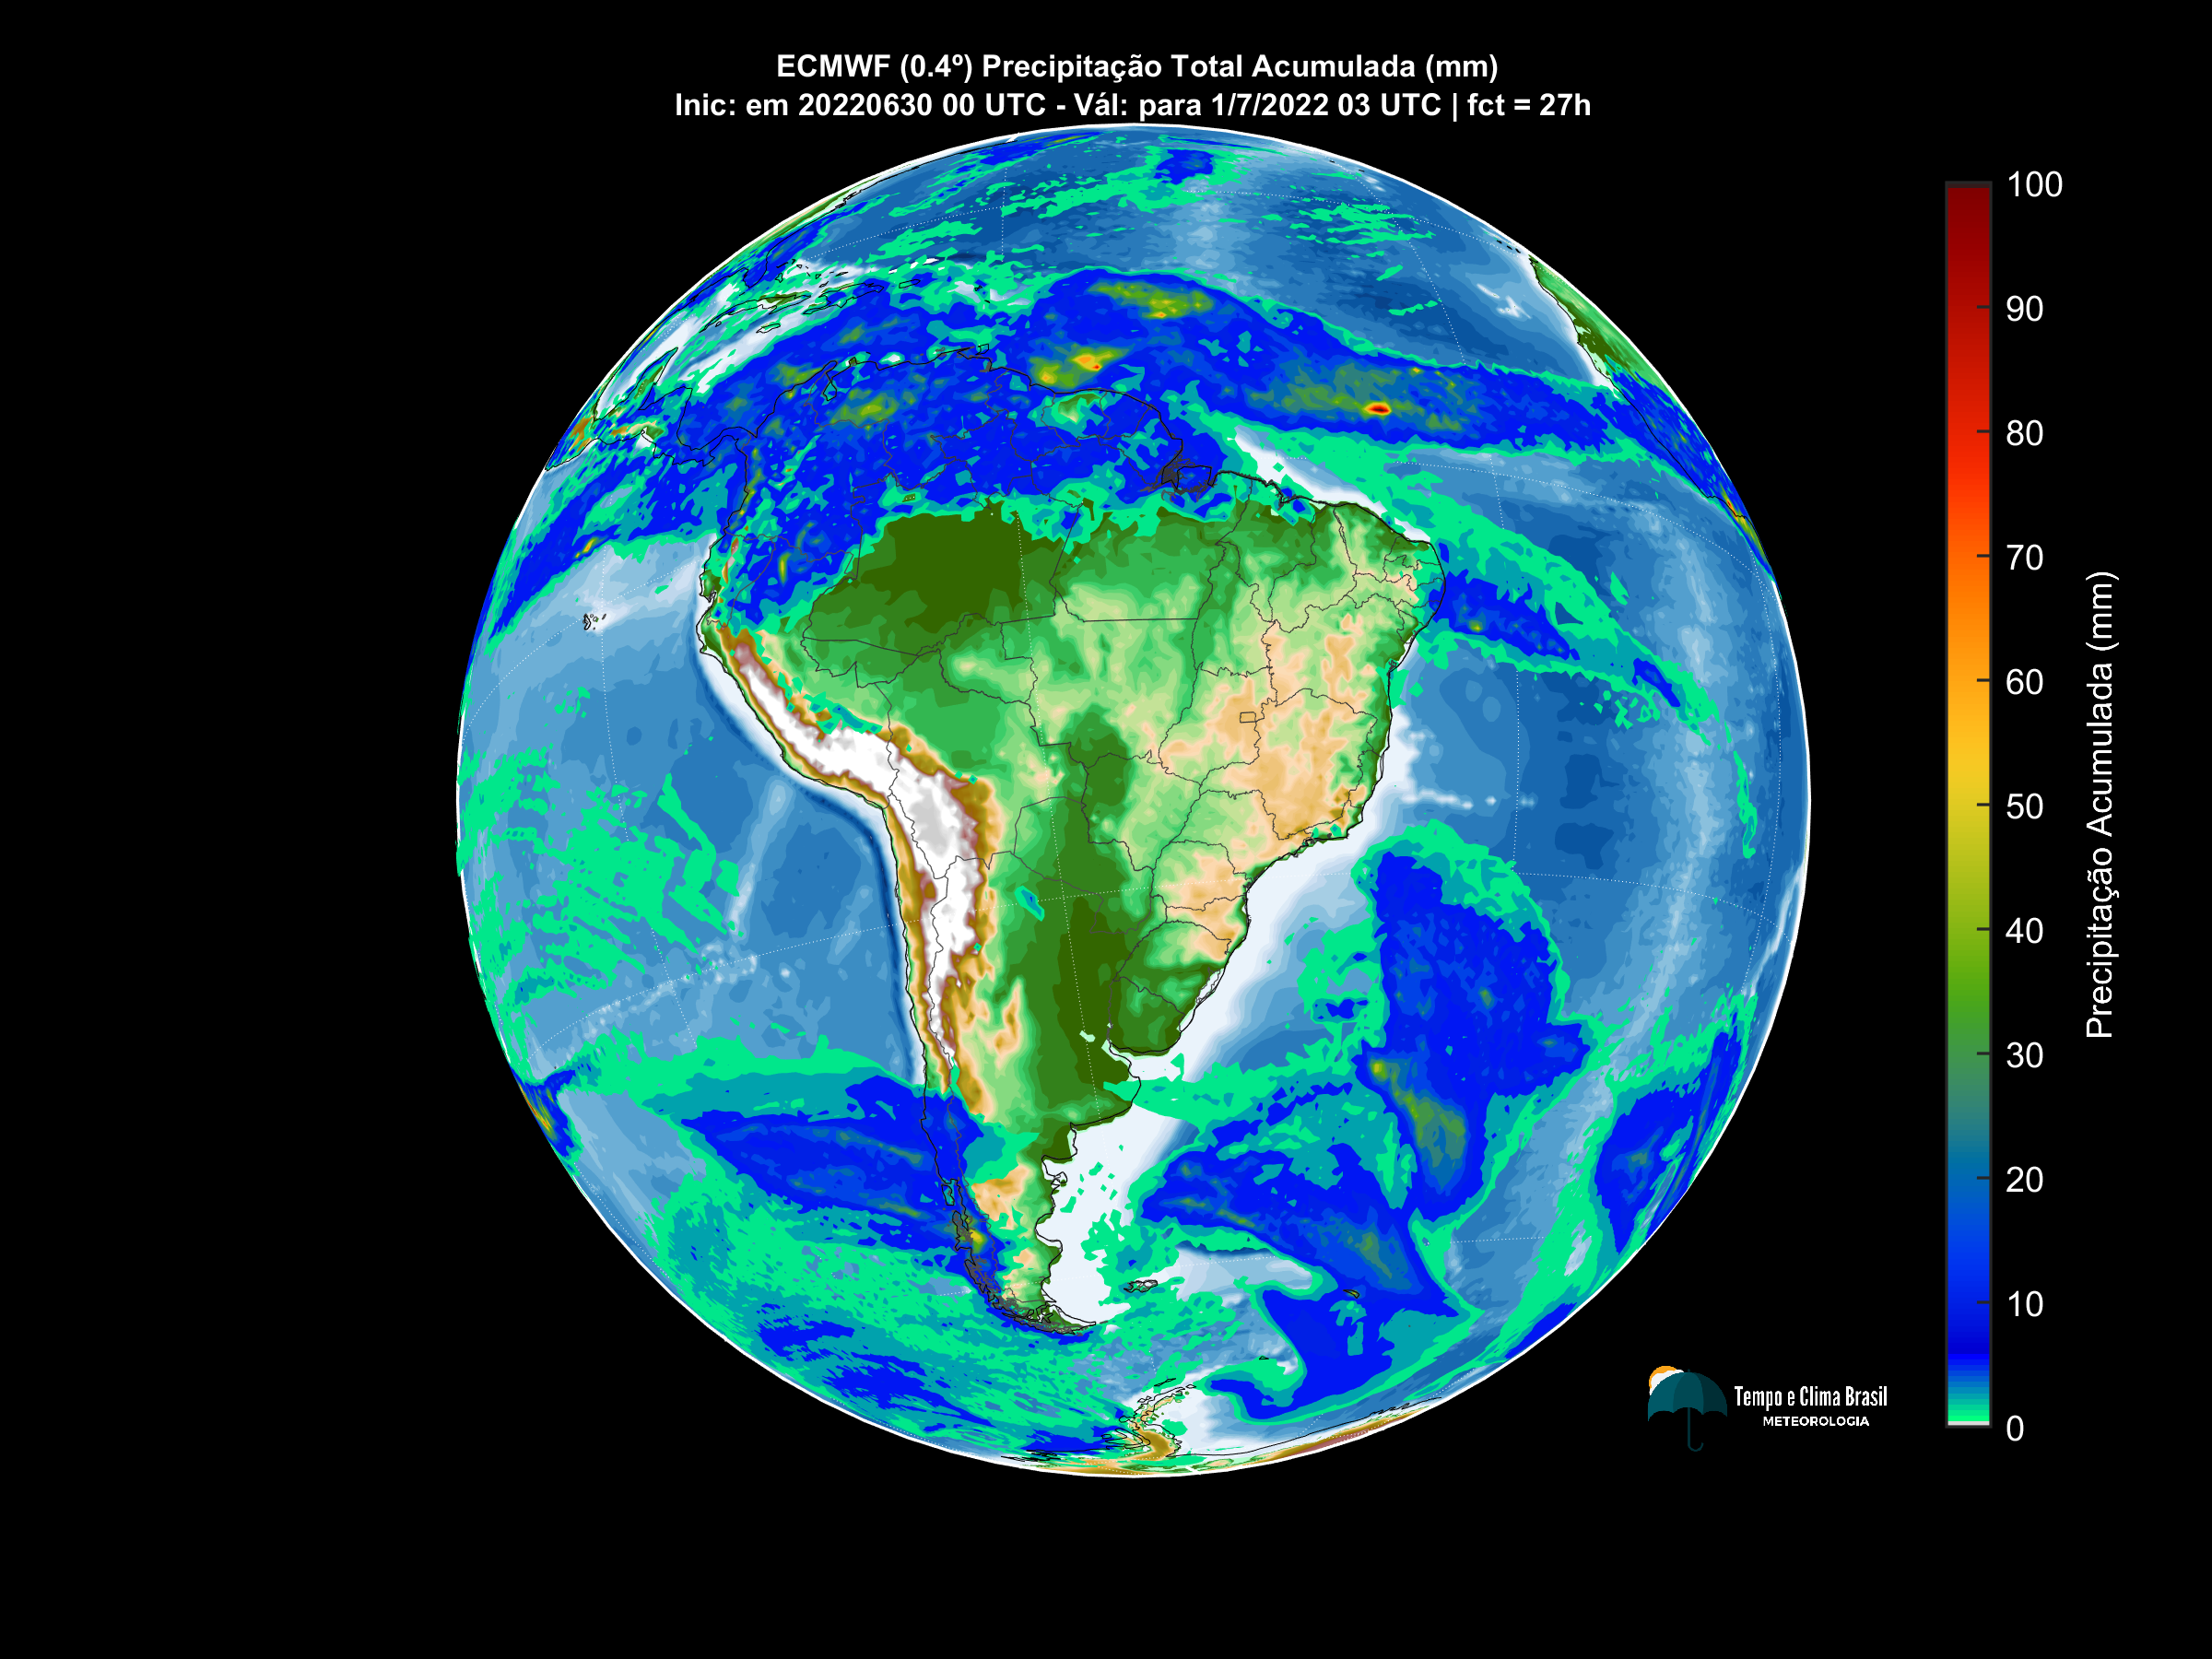 ECMWF (0.4º) Precipitação Total Acumulada (mm)
Inic: em 20220630 00 UTC - Vál: para 1/7/2022 03 UTC | fct = 27h
100
90
80
70
60
50
40
30
20
10
0
Precipitação Acumulada (mm)
Tempo e Clima Brasil
METEOROLOGIA